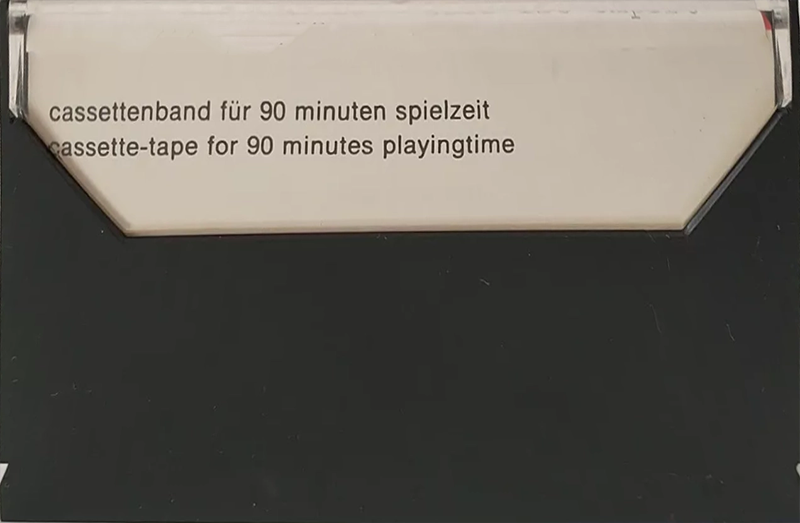 cassettenband für 90 minuten spielzeit
cassette-tape for 90 minutes playingtime